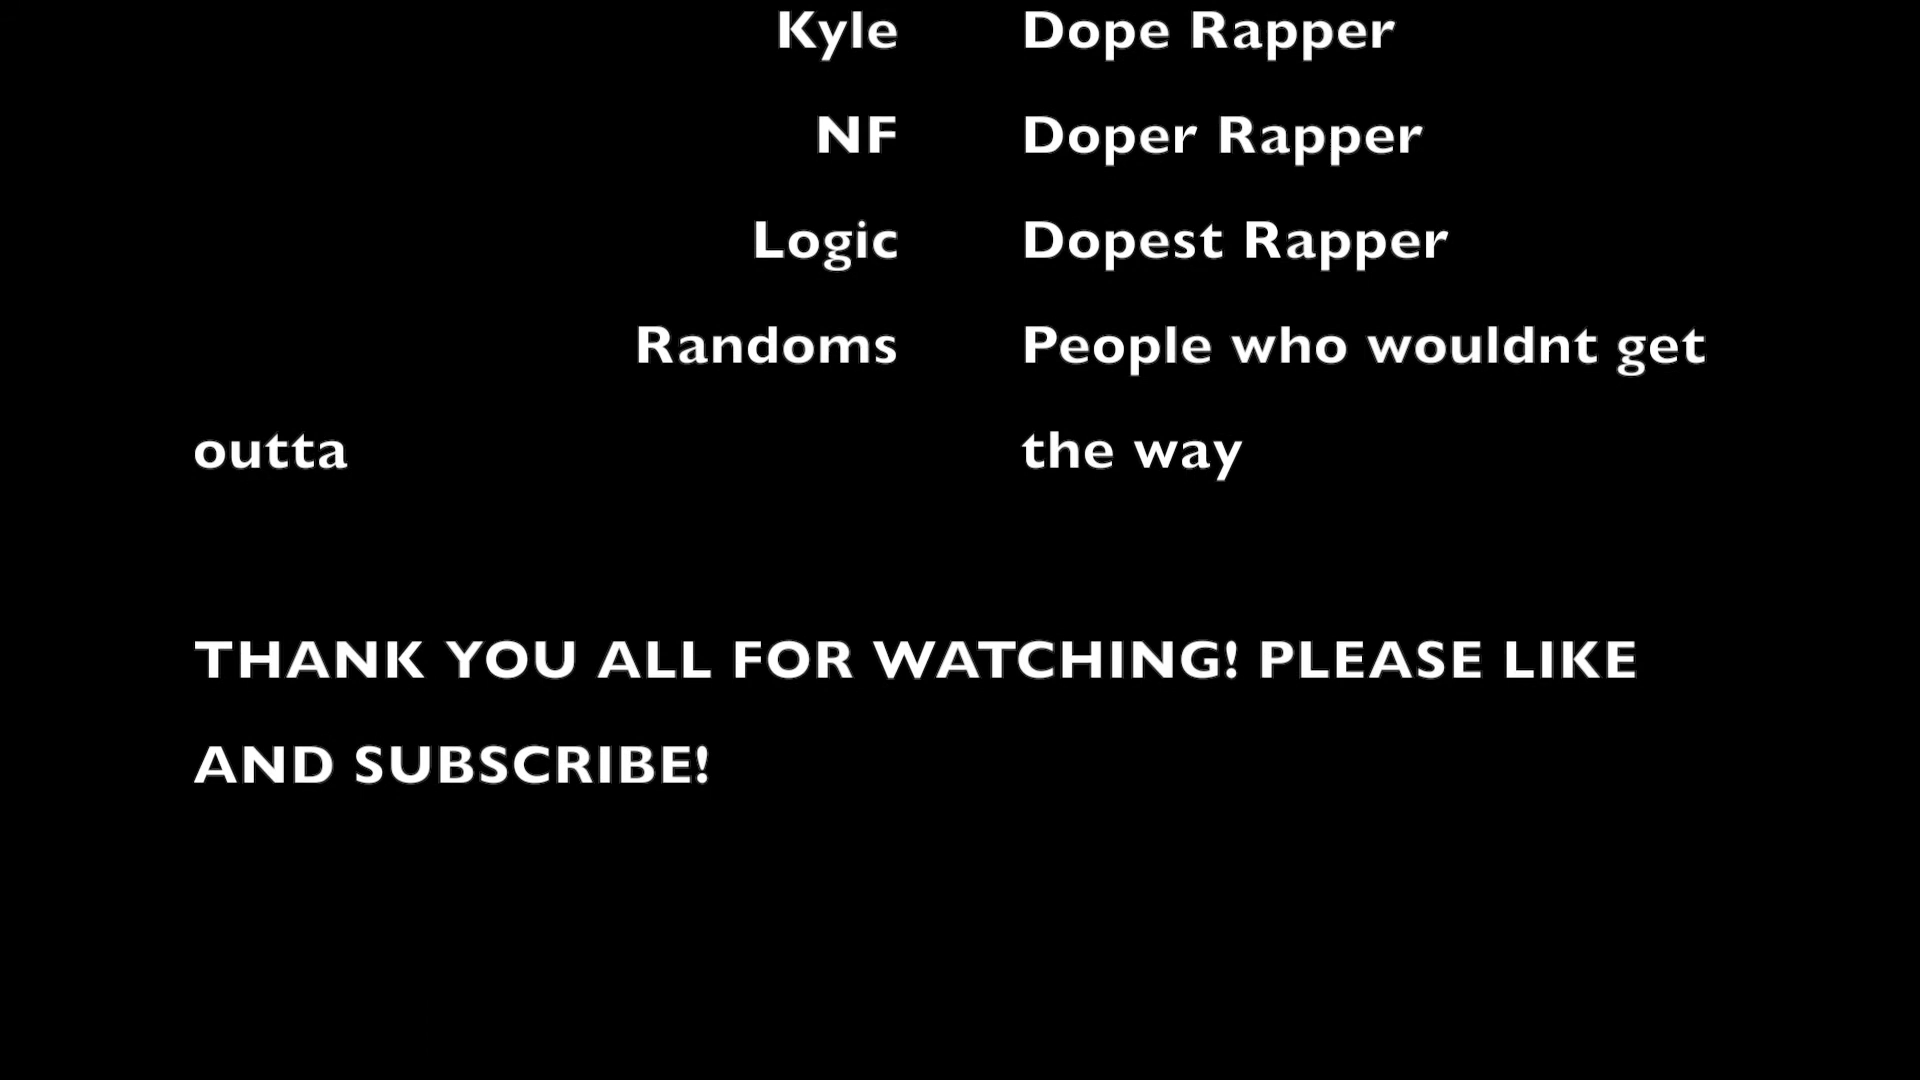 Kyle Dope Rapper
NF Doper Rapper
Logic Dopest Rapper
Randoms People who wouldnt get
outta the way
THANK YOU ALL FOR WATCHING! PLEASE LIKE
AND SUBSCRIBE!